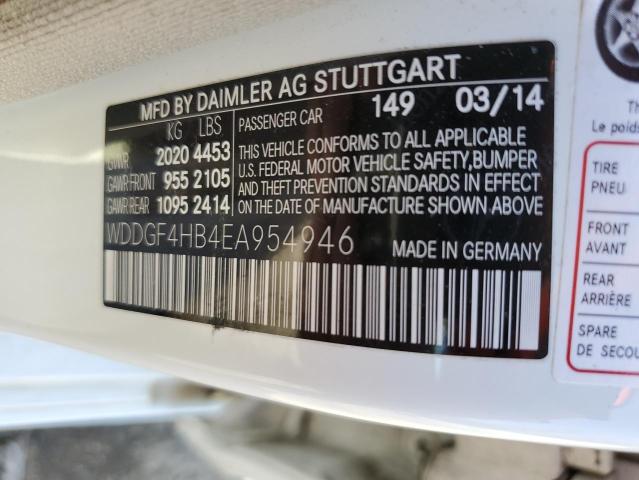 MFD BY DAIMLER AG STUTTGART
KG LBS PASSENGER CAR 149 03/14
GVWR 2020 4453
GAWR FRONT 955 2105
GAWR REAR 1095 2414
THIS VEHICLE CONFORMS TO ALL APPLICABLE
U.S. FEDERAL MOTOR VEHICLE SAFETY, BUMPER
AND THEFT PREVENTION STANDARDS IN EFFECT
ON THE DATE OF MANUFACTURE SHOWN ABOVE
WDDGF4HB4EA954946 MADE IN GERMANY
Th
Le poids
TIRE
PNEU
FRONT
AVANT
REAR
ARRIÈRE
SPARE
DE SECOU